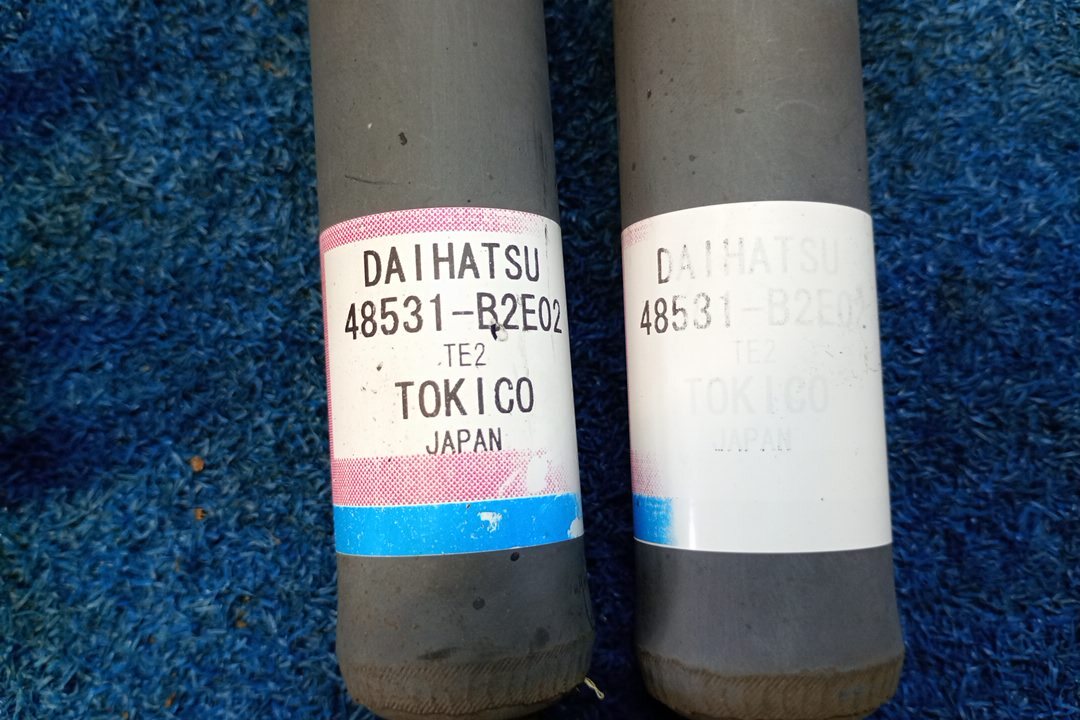 DAIHATSU
48531-B2E02
TE2
TOKICO
JAPAN
DAIHATSU
48531-B2E02
TE2
TOKICO
JAPAN